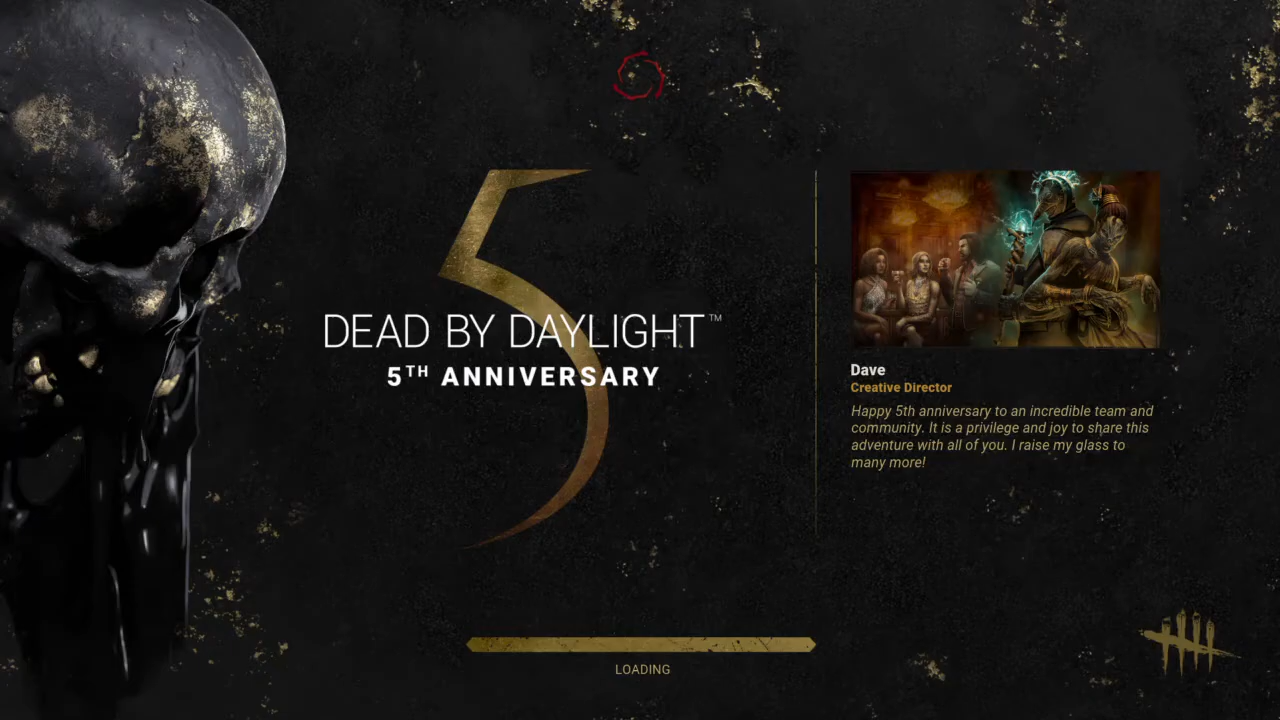 5
DEAD BY DAYLIGHT™
5TH ANNIVERSARY
Dave
Creative Director
Happy 5th anniversary to an incredible team and
community. It is a privilege and joy to share this
adventure with all of you. I raise my glass to
many more!
LOADING